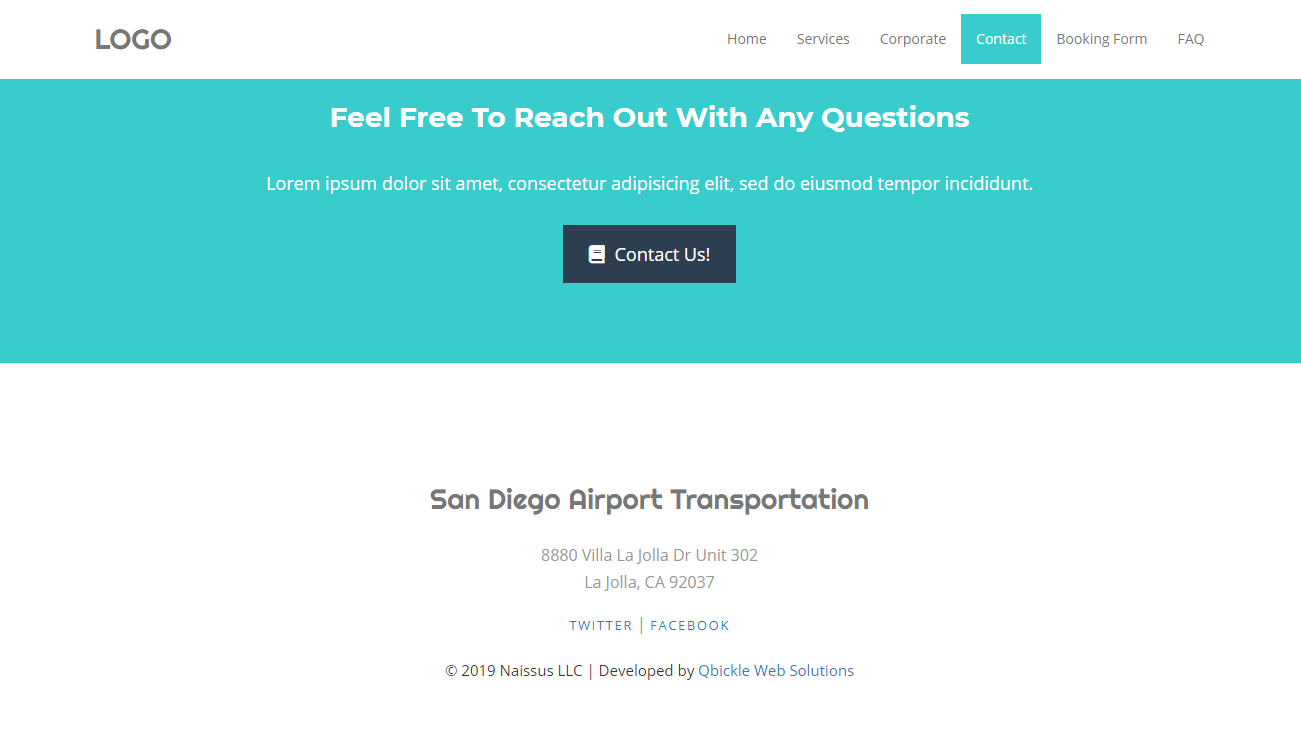 LOGO
Home Services Corporate Contact Booking Form FAQ
Feel Free To Reach Out With Any Questions
Lorem ipsum dolor sit amet, consectetur adipisicing elit, sed do eiusmod tempor incididunt.
Contact Us!
San Diego Airport Transportation
8880 Villa La Jolla Dr Unit 302
La Jolla, CA 92037
TWITTER | FACEBOOK
© 2019 Naissus LLC | Developed by Qbickle Web Solutions